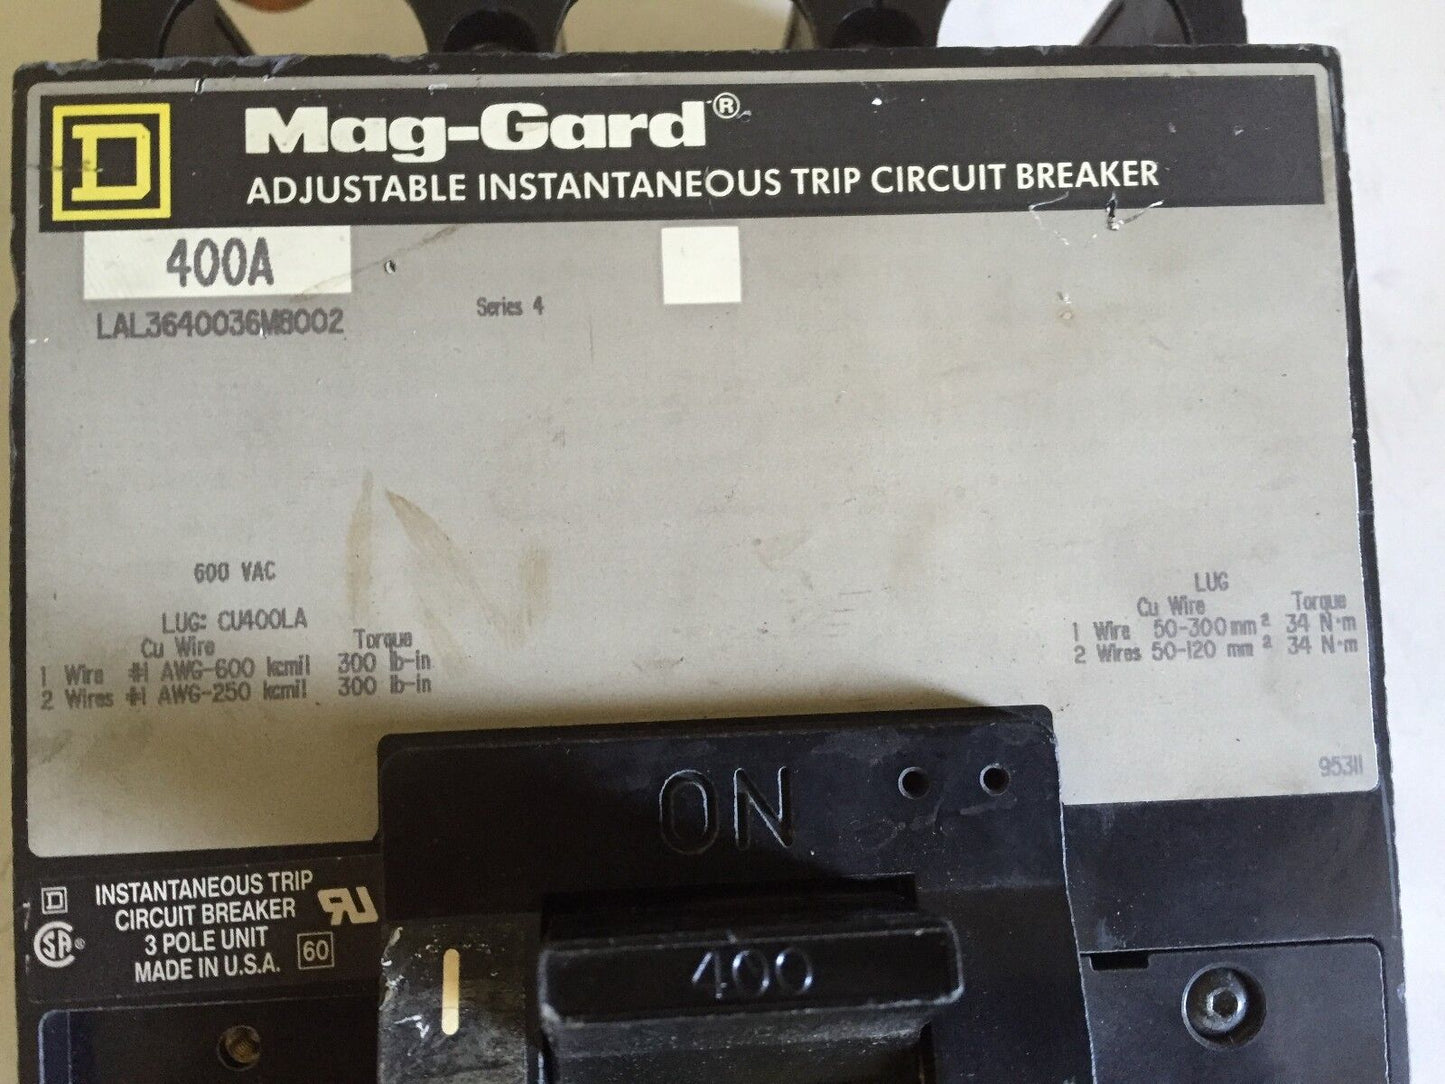 D Mag-Gard®
ADJUSTABLE INSTANTANEOUS TRIP CIRCUIT BREAKER
400A
LAL3640036M8002
Series 4
600 VAC
LUG: CU400LA
Cu Wire Torque
1 Wire #1 AWG-600 kcmil 300 lb-in
2 Wires #1 AWG-250 kcmil 300 lb-in
LUG
Cu Wire Torque
1 Wire 50-300 mm² 34 N·m
2 Wires 50-120 mm² 34 N·m
95311
ON
400
D INSTANTANEOUS TRIP
CIRCUIT BREAKER
3 POLE UNIT
MADE IN U.S.A.
60
SA®
RU